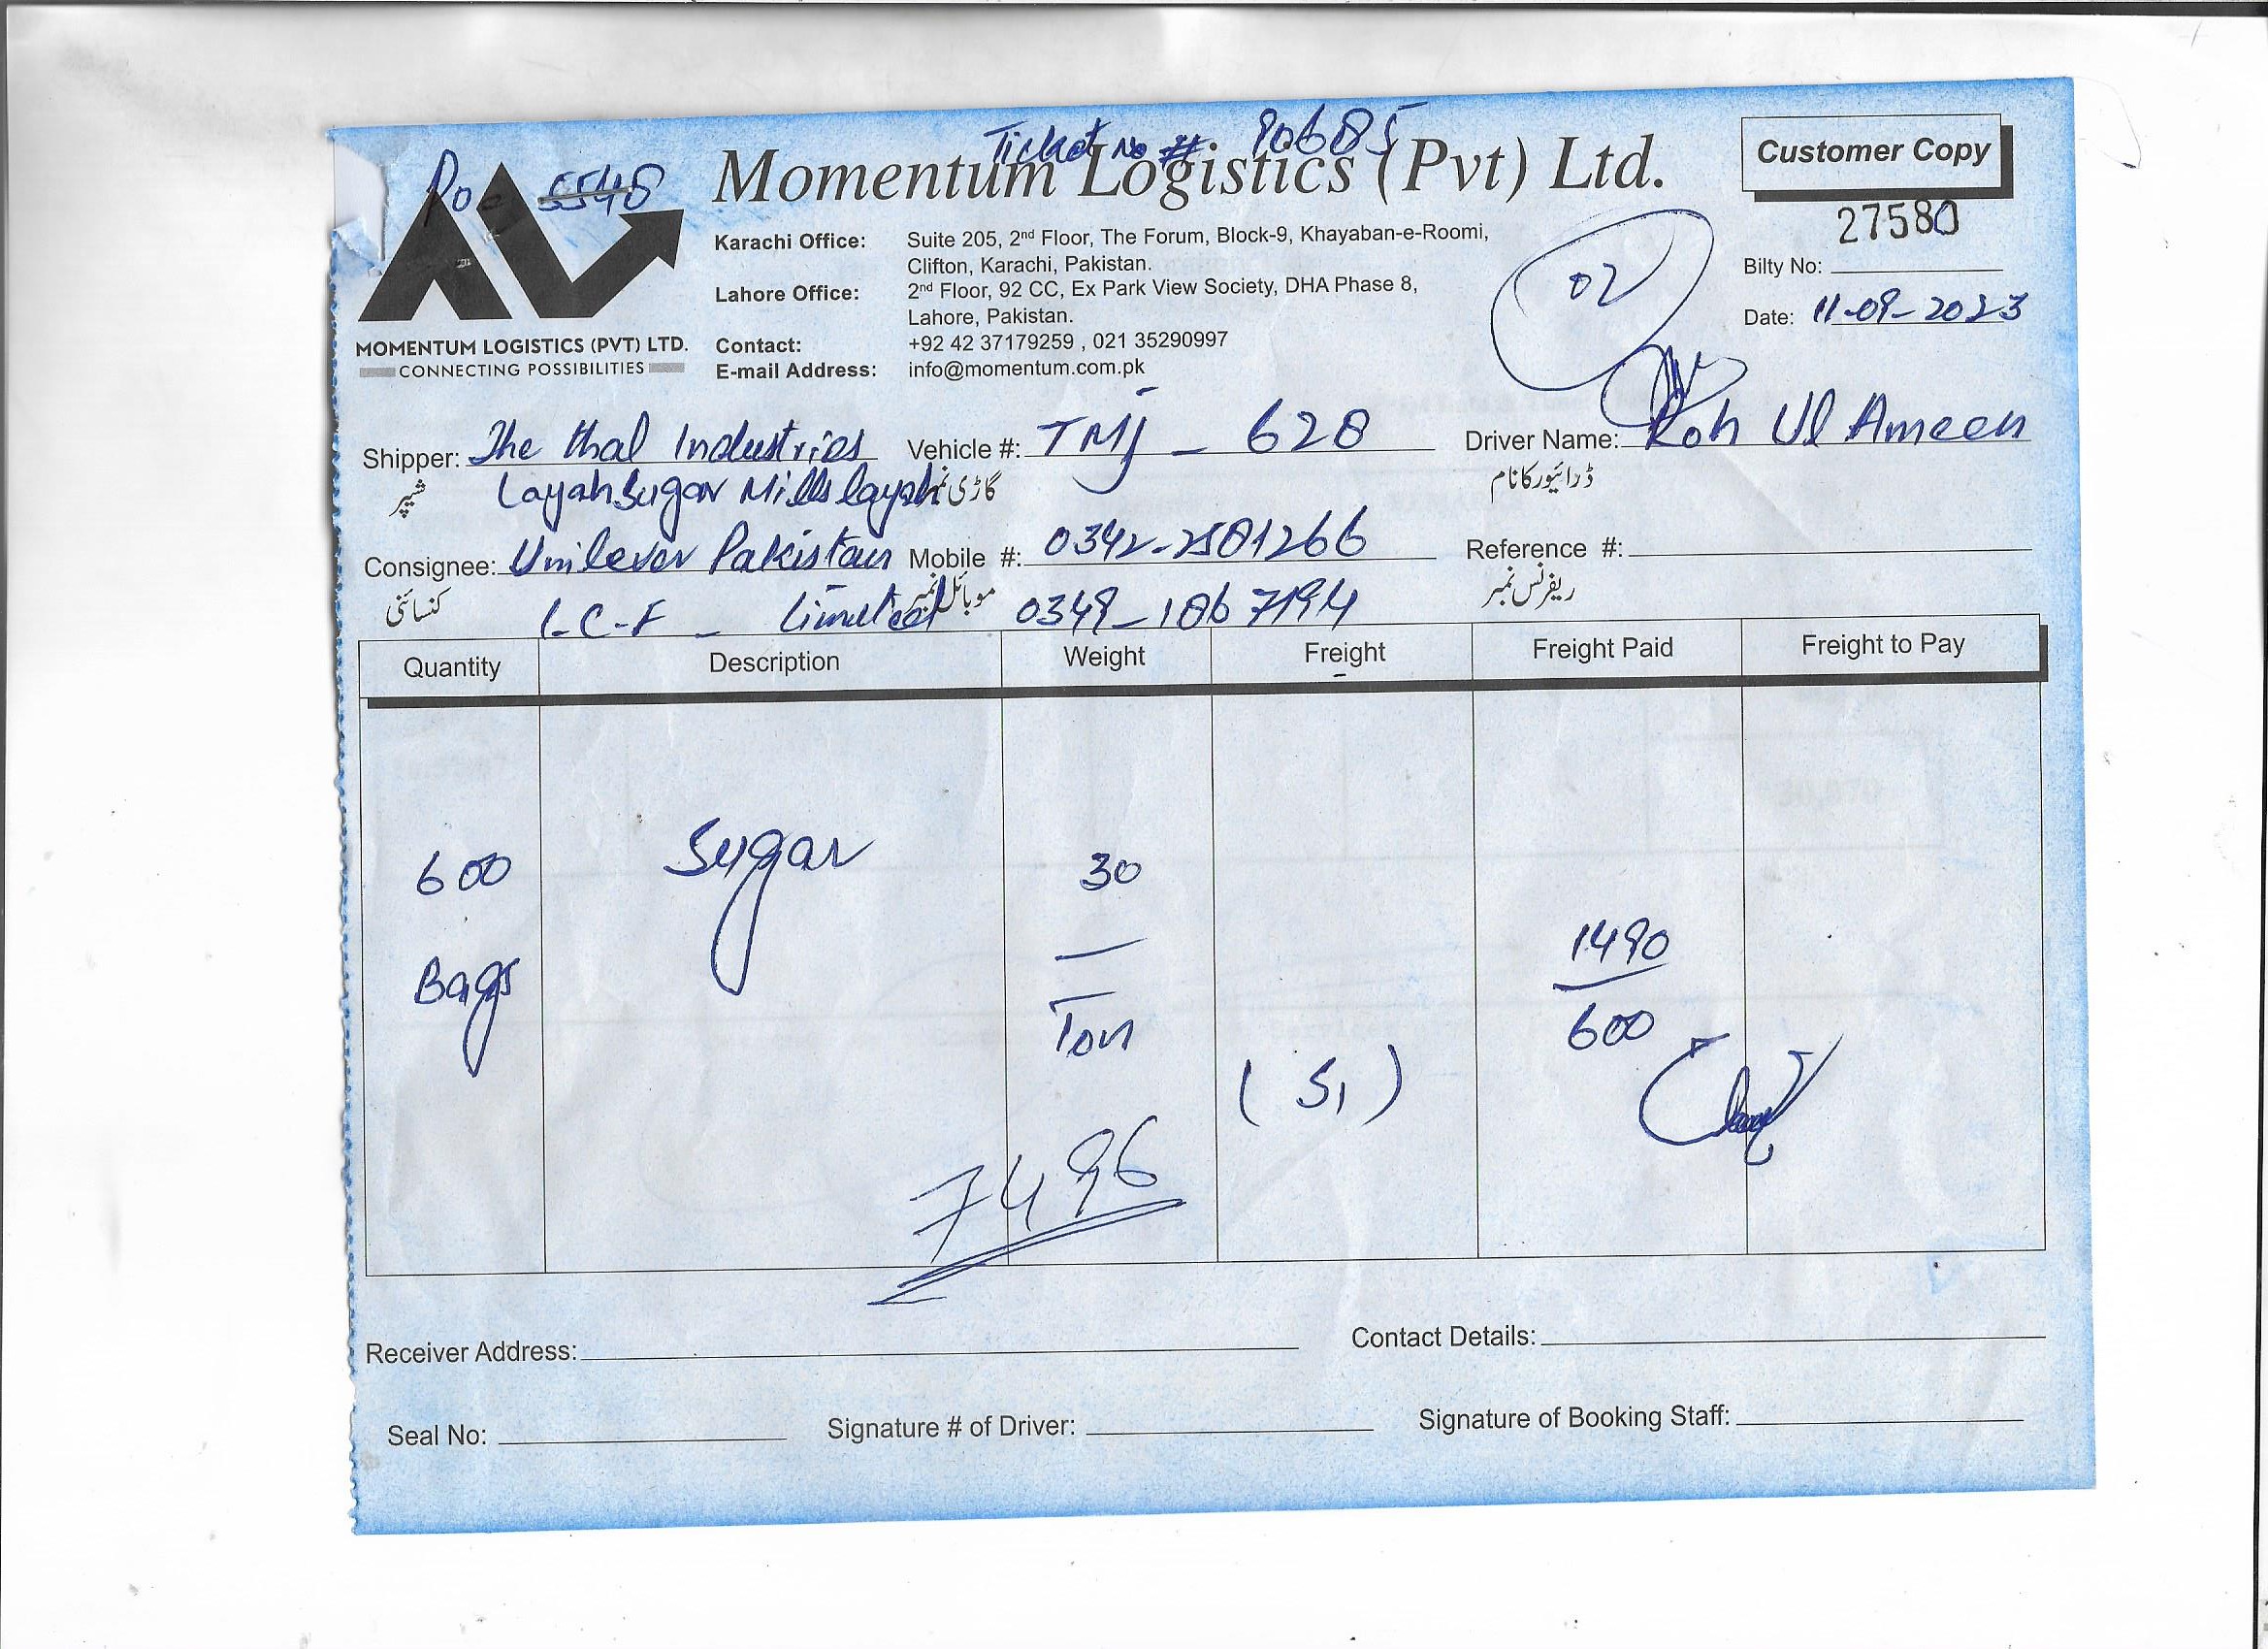 Ticket No # 90685
Po 5548
Momentum Logistics (Pvt) Ltd.
Customer Copy
27580
Karachi Office: Suite 205, 2nd Floor, The Forum, Block-9, Khayaban-e-Roomi,
Clifton, Karachi, Pakistan.
Lahore Office: 2nd Floor, 92 CC, Ex Park View Society, DHA Phase 8,
Lahore, Pakistan.
Contact: +92 42 37179259 , 021 35290997
E-mail Address: info@momentum.com.pk
02
Bilty No:
Date: 11-09-2023
MOMENTUM LOGISTICS (PVT) LTD.
CONNECTING POSSIBILITIES
Shipper: The thal Industries Vehicle #: TMJ - 628 Driver Name: Roh Ul Ameen
شپر Layah Sugar Mills layah گاڑی نمبر ڈرائیور کا نام
Consignee: Unilever Pakistan Mobile #: 0342-2581266 Reference #:
کنسائنی L-C-F - Limited موبائل نمبر 0349-1867194 ریفرنس نمبر
Quantity Description Weight Freight Freight Paid Freight to Pay
600 Sugar 30
1490
Bags Ton 600
(S1)
7496
Receiver Address: Contact Details:
Seal No: Signature # of Driver: Signature of Booking Staff: